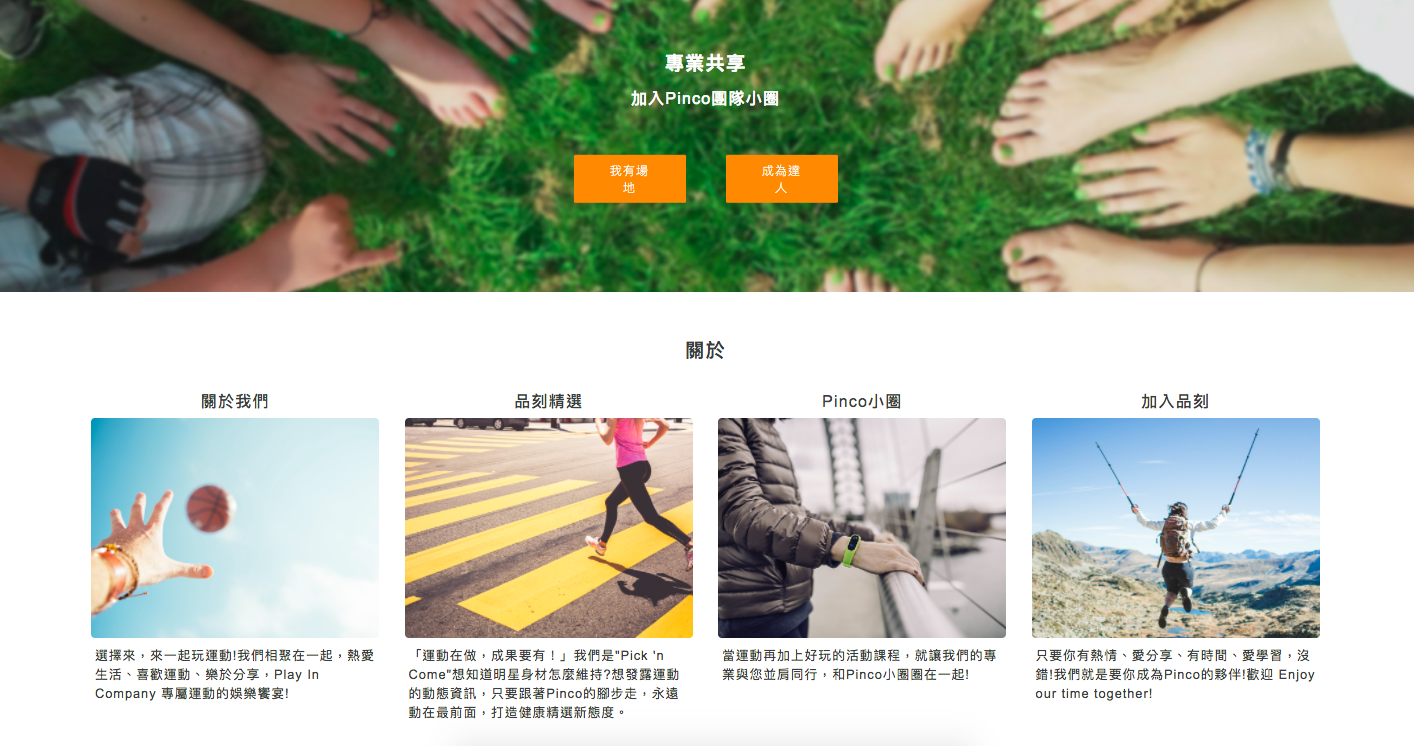 專業共享
加入Pinco團隊小圈
我有場
地
成為達
人
關於
關於我們
品刻精選
Pinco小圈
加入品刻
選擇來，來一起玩運動!我們相聚在一起，熱愛
生活、喜歡運動、樂於分享，Play In
Company 專屬運動的娛樂饗宴!
「運動在做，成果要有！」我們是"Pick 'n
Come"想知道明星身材怎麼維持?想發露運動
的動態資訊，只要跟著Pinco的腳步走，永遠
動在最前面，打造健康精選新態度。
當運動再加上好玩的活動課程，就讓我們的專
業與您並肩同行，和Pinco小圈圈在一起!
只要你有熱情、愛分享、有時間、愛學習，沒
錯!我們就是要你成為Pinco的夥伴!歡迎 Enjoy
our time together!